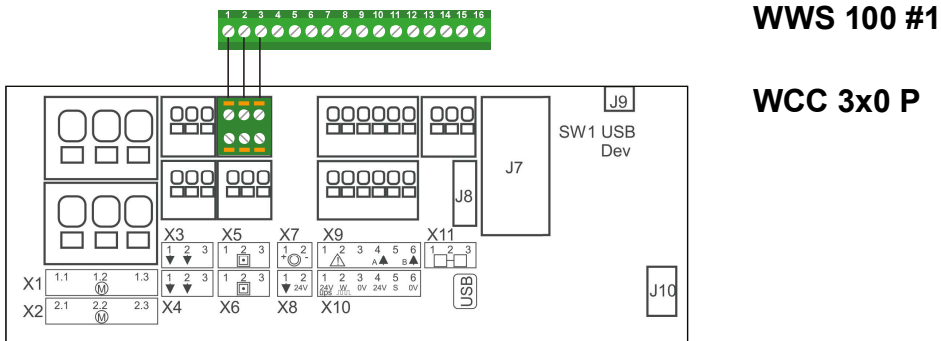 1 2 3 4 5 6 7 8 9 10 11 12 13 14 15 16
WWS 100 #1
WCC 3x0 P
J9
SW1 USB
Dev
J7
J8
X3 X5 X7 X9 X11
1 2 3 1 2 3 1 2 1 2 3 4 5 6 1 2 3
+ - A B
X1 1.1 1.2 1.3
M
1 2 3 1 2 3 1 2 1 2 3 4 5 6
24V 24V W 0V 24V S 0V
ups
USB
J10
X2 2.1 2.2 2.3
M
X4 X6 X8 X10